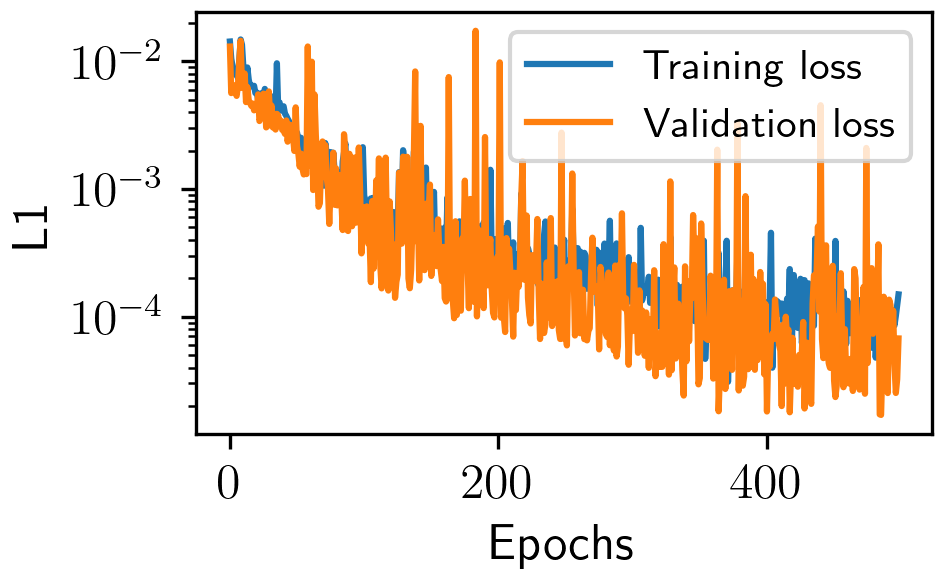 10⁻²
10⁻³
10⁻⁴
L1
Training loss
Validation loss
0 200 400
Epochs